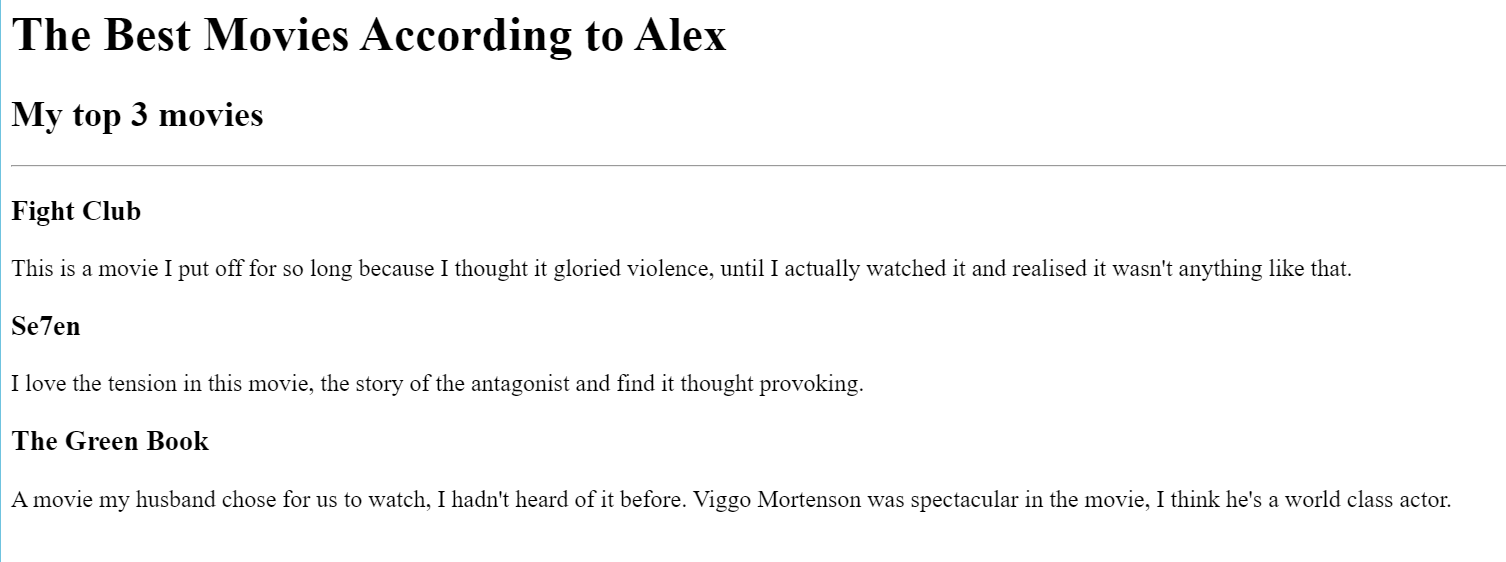 The Best Movies According to Alex
My top 3 movies
Fight Club
This is a movie I put off for so long because I thought it gloried violence, until I actually watched it and realised it wasn't anything like that.
Se7en
I love the tension in this movie, the story of the antagonist and find it thought provoking.
The Green Book
A movie my husband chose for us to watch, I hadn't heard of it before. Viggo Mortenson was spectacular in the movie, I think he's a world class actor.